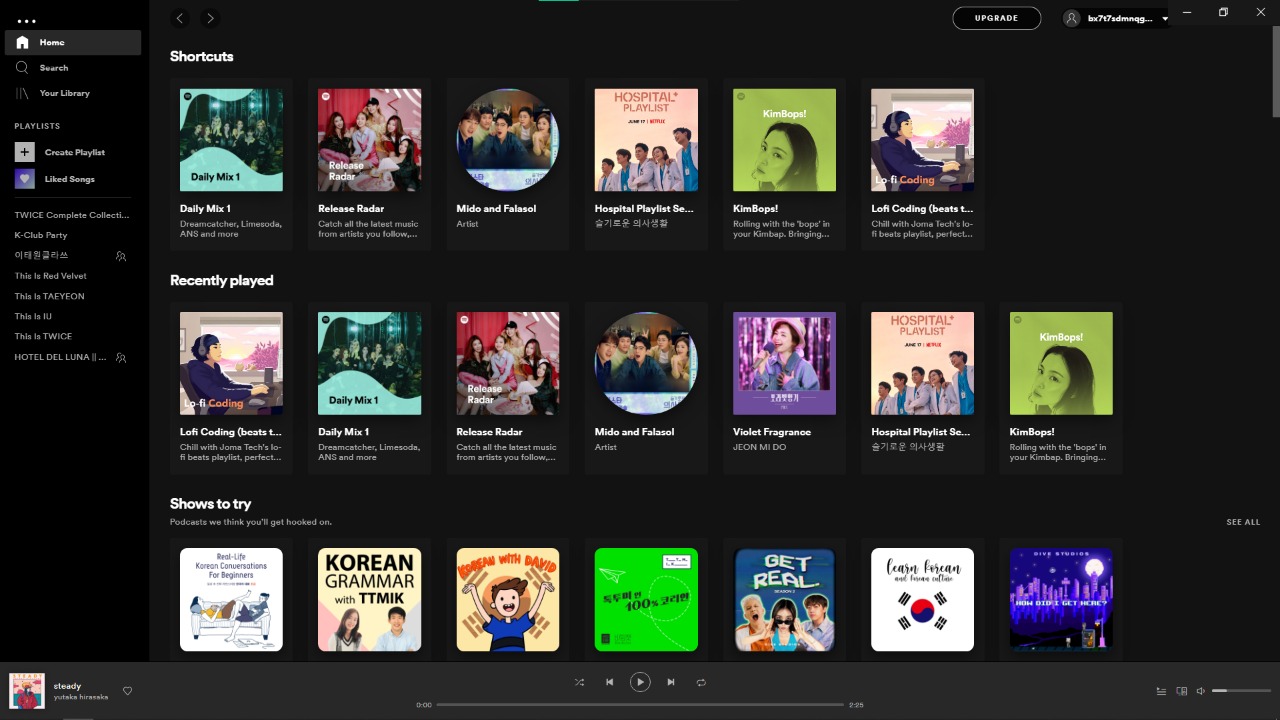 UPGRADE
bx7t7sdmnqg...
Home
Search
Your Library
PLAYLISTS
Create Playlist
Liked Songs
TWICE Complete Collecti...
K-Club Party
이태원클라쓰
This Is Red Velvet
This Is TAEYEON
This Is IU
This Is TWICE
HOTEL DEL LUNA || ...
Shortcuts
Daily Mix 1
Release
Radar
HOSPITAL
PLAYLIST
JUNE 17 | NETFLIX
KimBops!
Lo-fi Coding
Daily Mix 1
Dreamcatcher, Limesoda,
ANS and more
Release Radar
Catch all the latest music
from artists you follow,...
Mido and Falasol
Artist
Hospital Playlist Se...
슬기로운 의사생활
KimBops!
Rolling with the 'bops' in
your Kimbap. Bringing...
Lofi Coding (beats t...
Chill with Joma Tech's lo-
fi beats playlist, perfect...
Recently played
Lo-fi Coding
Daily Mix 1
Release
Radar
HOSPITAL
PLAYLIST
JUNE 17 | NETFLIX
KimBops!
Lofi Coding (beats t...
Chill with Joma Tech's lo-
fi beats playlist, perfect...
Daily Mix 1
Dreamcatcher, Limesoda,
ANS and more
Release Radar
Catch all the latest music
from artists you follow,...
Mido and Falasol
Artist
Violet Fragrance
JEON MI DO
Hospital Playlist Se...
슬기로운 의사생활
KimBops!
Rolling with the 'bops' in
your Kimbap. Bringing...
Shows to try
Podcasts we think you'll get hooked on.
SEE ALL
Real-Life
Korean Conversations
For Beginners
KOREAN
GRAMMAR
with TTMIK
KOREAN WITH DAVID
독투미 인
100% 코리안
GET
REAL
SEASON 2
learn korean
and korean culture
DIVE STUDIOS
HOW DID I GET HERE?
STEADY
steady
yutaka hirasaka
0:00
2:25